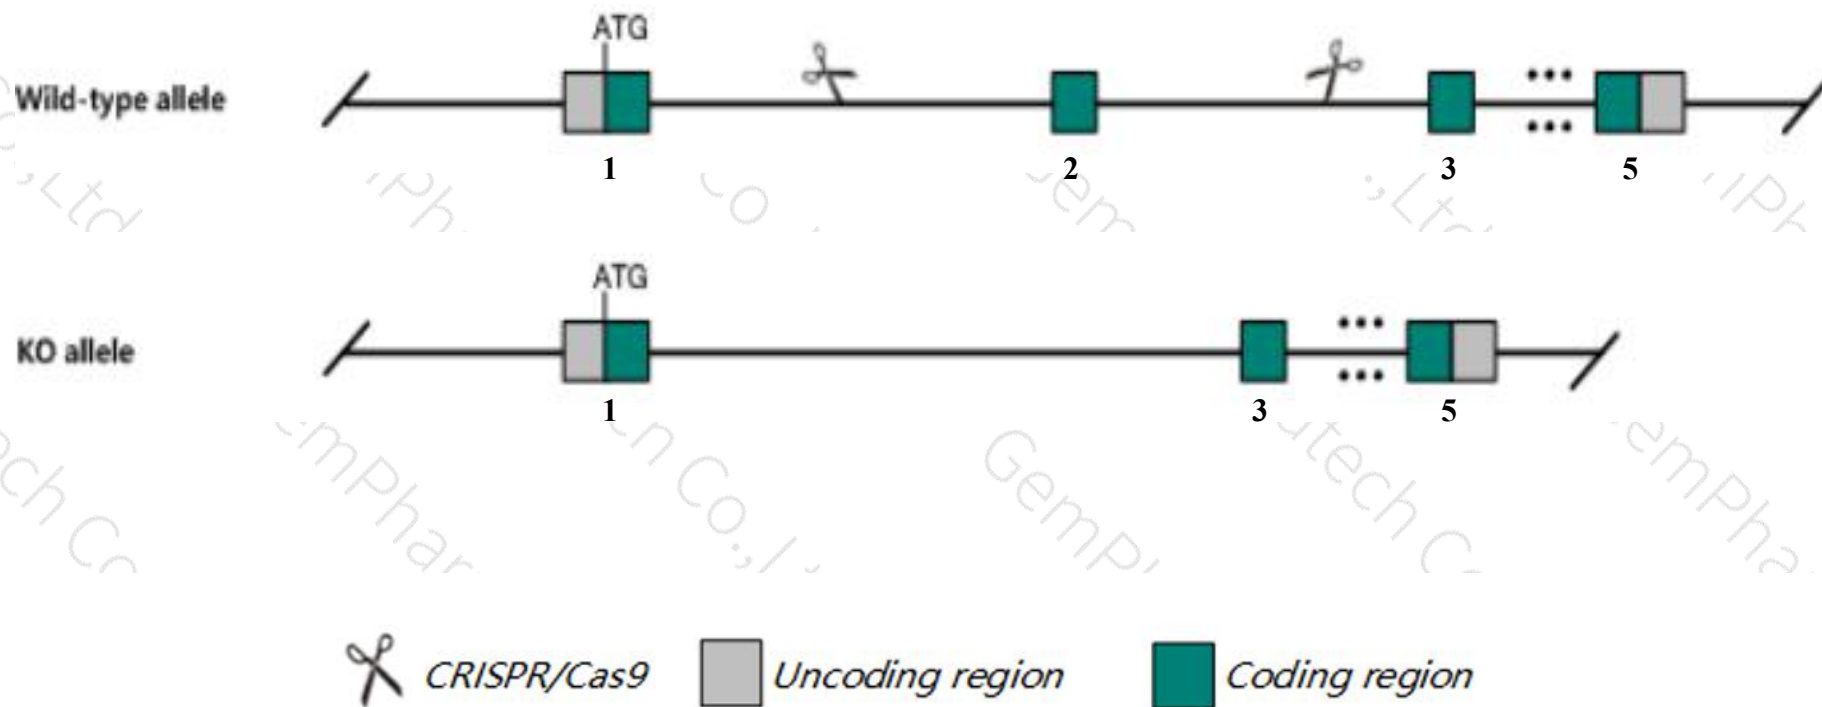 ATG
Wild-type allele
1 2 3 5
ATG
KO allele
1 3 5
CRISPR/Cas9 Uncoding region Coding region